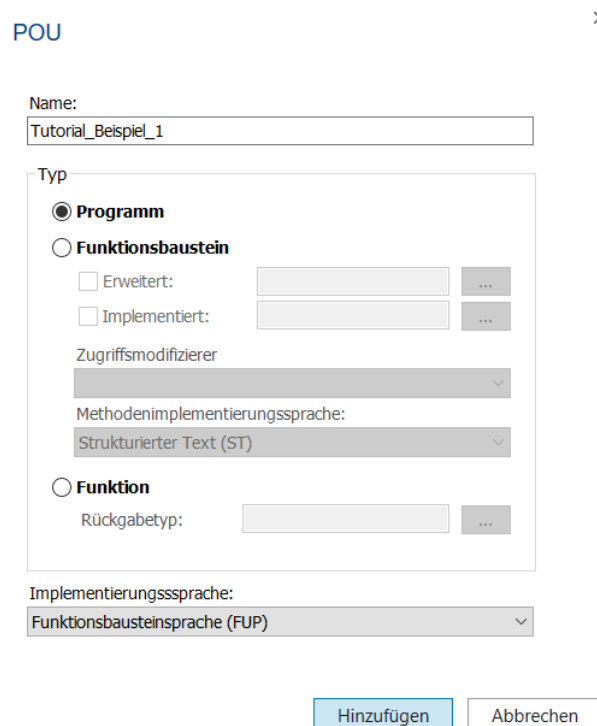 POU
Name:
Tutorial_Beispiel_1
Typ
Programm
Funktionsbaustein
Erweitert:
...
Implementiert:
...
Zugriffsmodifizierer
Methodenimplementierungssprache:
Strukturierter Text (ST)
Funktion
Rückgabetyp:
...
Implementierungsssprache:
Funktionsbausteinsprache (FUP)
Hinzufügen Abbrechen